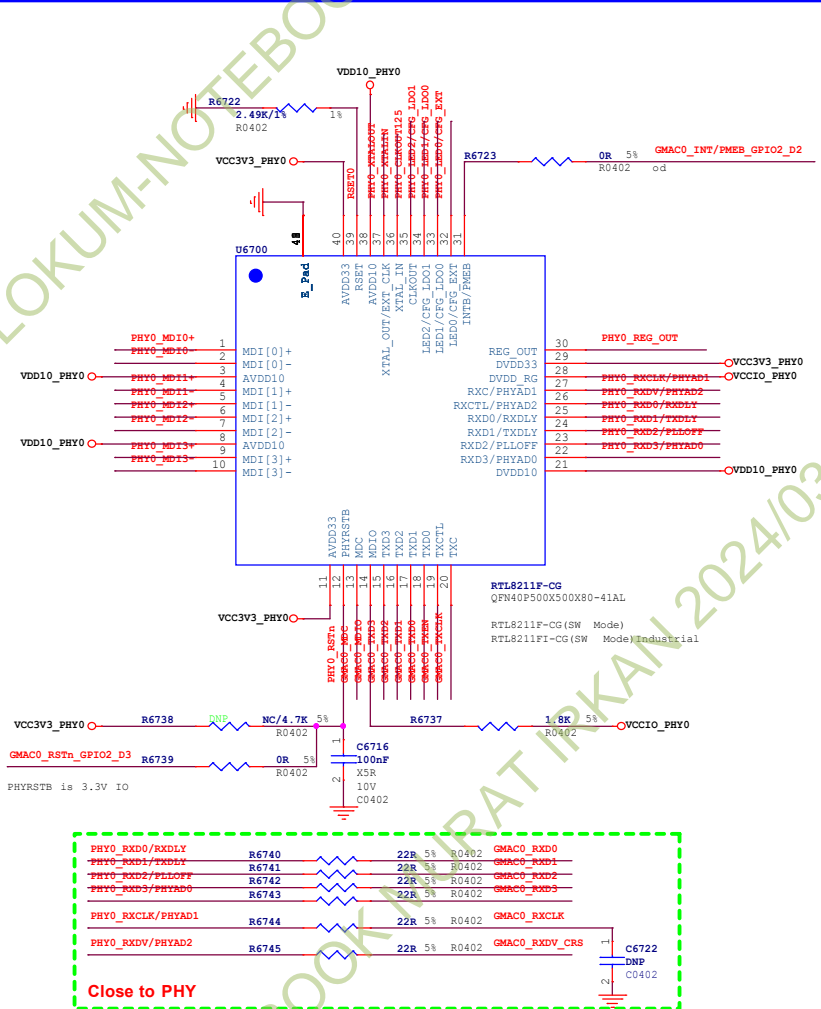 VDD10_PHY0
R6722
2.49K/1%
1%
R0402
VCC3V3_PHY0
RSET0
PHY0_XTALOUT
PHY0_XTALIN
PHY0_CLKOUT125
PHY0_LED2/CFG_LDO1
PHY0_LED1/CFG_LDO0
PHY0_LED0/CFG_EXT
R6723
0R 5%
R0402 od
GMAC0_INT/PMEB_GPIO2_D2
40
39
38
37
36
35
34
33
32
31
U6700
E_Pad
AVDD33
RSET
AVDD10
XTAL_OUT/EXT_CLK
XTAL_IN
CLKOUT
LED2/CFG_LDO1
LED1/CFG_LDO0
LED0/CFG_EXT
INTB/PMEB
PHY0_MDI0+ 1 MDI[0]+
PHY0_MDI0- 2 MDI[0]-
VDD10_PHY0 3 AVDD10
PHY0_MDI1+ 4 MDI[1]+
PHY0_MDI1- 5 MDI[1]-
PHY0_MDI2+ 6 MDI[2]+
PHY0_MDI2- 7 MDI[2]-
VDD10_PHY0 8 AVDD10
PHY0_MDI3+ 9 MDI[3]+
PHY0_MDI3- 10 MDI[3]-
REG_OUT 30 PHY0_REG_OUT
DVDD33 29 VCC3V3_PHY0
DVDD_RG 28 VCCIO_PHY0
RXC/PHYAD1 27 PHY0_RXCLK/PHYAD1
RXCTL/PHYAD2 26 PHY0_RXDV/PHYAD2
RXD0/RXDLY 25 PHY0_RXD0/RXDLY
RXD1/TXDLY 24 PHY0_RXD1/TXDLY
RXD2/PLLOFF 23 PHY0_RXD2/PLLOFF
RXD3/PHYAD0 22 PHY0_RXD3/PHYAD0
DVDD10 21 VDD10_PHY0
AVDD33
PHYRSTB
MDC
MDIO
TXD3
TXD2
TXD1
TXD0
TXCTL
TXC
11
12
13
14
15
16
17
18
19
20
RTL8211F-CG
QFN40P500X500X80-41AL
RTL8211F-CG(SW Mode)
RTL8211FI-CG(SW Mode)Industrial
VCC3V3_PHY0
PHY0_RSTn
GMAC0_MDC
GMAC0_MDIO
GMAC0_TXD3
GMAC0_TXD2
GMAC0_TXD1
GMAC0_TXD0
GMAC0_TXEN
GMAC0_TXCLK
VCC3V3_PHY0 R6738 DNP NC/4.7K 5%
R0402
R6737 1.8K 5% VCCIO_PHY0
R0402
GMAC0_RSTn_GPIO2_D3 R6739 0R 5%
R0402
PHYRSTB is 3.3V IO
1
2
C6716
100nF
X5R
10V
C0402
PHY0_RXD0/RXDLY R6740 22R 5% R0402 GMAC0_RXD0
PHY0_RXD1/TXDLY R6741 22R 5% R0402 GMAC0_RXD1
PHY0_RXD2/PLLOFF R6742 22R 5% R0402 GMAC0_RXD2
PHY0_RXD3/PHYAD0 R6743 22R 5% R0402 GMAC0_RXD3
PHY0_RXCLK/PHYAD1 R6744 22R 5% R0402 GMAC0_RXCLK
PHY0_RXDV/PHYAD2 R6745 22R 5% R0402 GMAC0_RXDV_CRS
1
2
C6722
DNP
C0402
Close to PHY
LOKUM-NOTEBOO
OOK MURAT IRKAN 2024/03